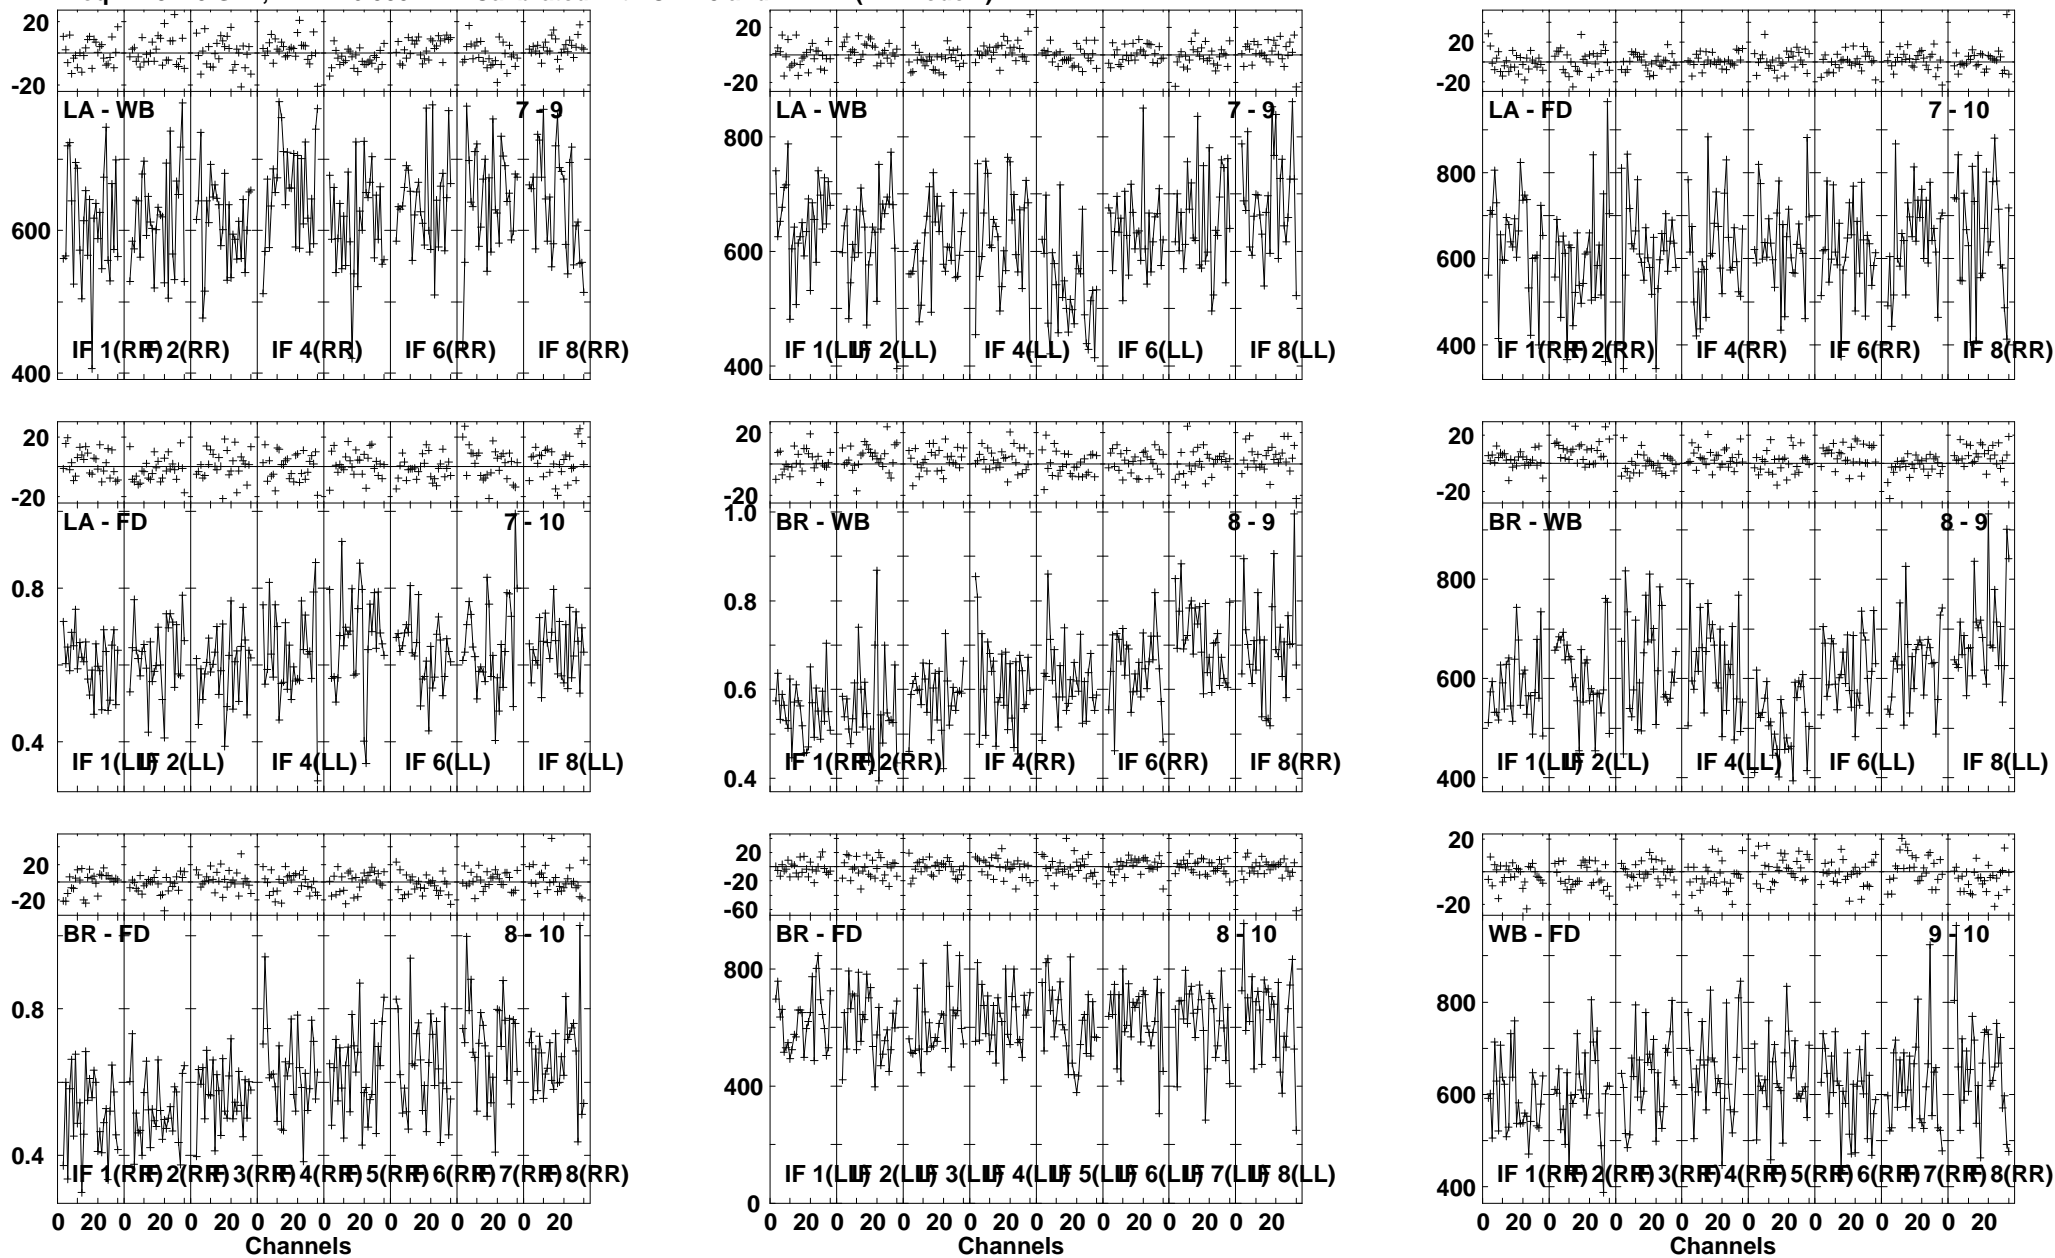 20
-20
LA - WB 7 - 9
600
400
IF 1(RR) IF 2(RR) IF 4(RR) IF 6(RR) IF 8(RR)
20
-20
LA - WB 7 - 9
800
600
400
IF 1(LL) IF 2(LL) IF 4(LL) IF 6(LL) IF 8(LL)
20
-20
LA - FD 7 - 10
800
600
400
IF 1(RR) IF 2(RR) IF 4(RR) IF 6(RR) IF 8(RR)
20
-20
LA - FD 7 - 10
0.8
0.4
IF 1(LL) IF 2(LL) IF 4(LL) IF 6(LL) IF 8(LL)
20
-20
1.0
BR - WB 8 - 9
0.8
0.6
0.4
IF 1(RR) IF 2(RR) IF 4(RR) IF 6(RR) IF 8(RR)
20
-20
BR - WB 8 - 9
800
600
400
IF 1(LL) IF 2(LL) IF 4(LL) IF 6(LL) IF 8(LL)
20
-20
BR - FD 8 - 10
0.8
0.4
IF 1(RR) IF 2(RR) IF 3(RR) IF 4(RR) IF 5(RR) IF 6(RR) IF 7(RR) IF 8(RR)
0 20 0 20 0 20 0 20 0 20 0 20 0 20 0 20
Channels
20
-20
-60
BR - FD 8 - 10
800
400
0
IF 1(LL) IF 2(LL) IF 3(LL) IF 4(LL) IF 5(LL) IF 6(LL) IF 7(LL) IF 8(LL)
0 20 0 20 0 20 0 20 0 20 0 20 0 20 0 20
Channels
20
-20
WB - FD 9 - 10
800
600
400
IF 1(RR) IF 2(RR) IF 3(RR) IF 4(RR) IF 5(RR) IF 6(RR) IF 7(RR) IF 8(RR)
0 20 0 20 0 20 0 20 0 20 0 20 0 20 0 20
Channels